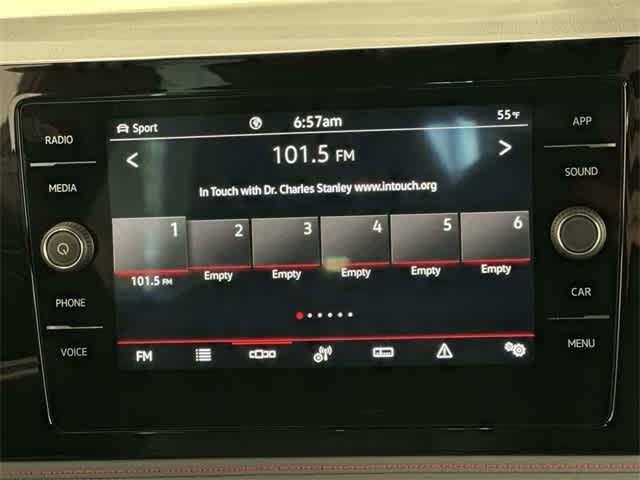 Sport 6:57am 55°F
101.5 FM
In Touch with Dr. Charles Stanley www.intouch.org
1 2 3 4 5 6
101.5 FM Empty Empty Empty Empty Empty
FM
RADIO
MEDIA
PHONE
VOICE
APP
SOUND
CAR
MENU